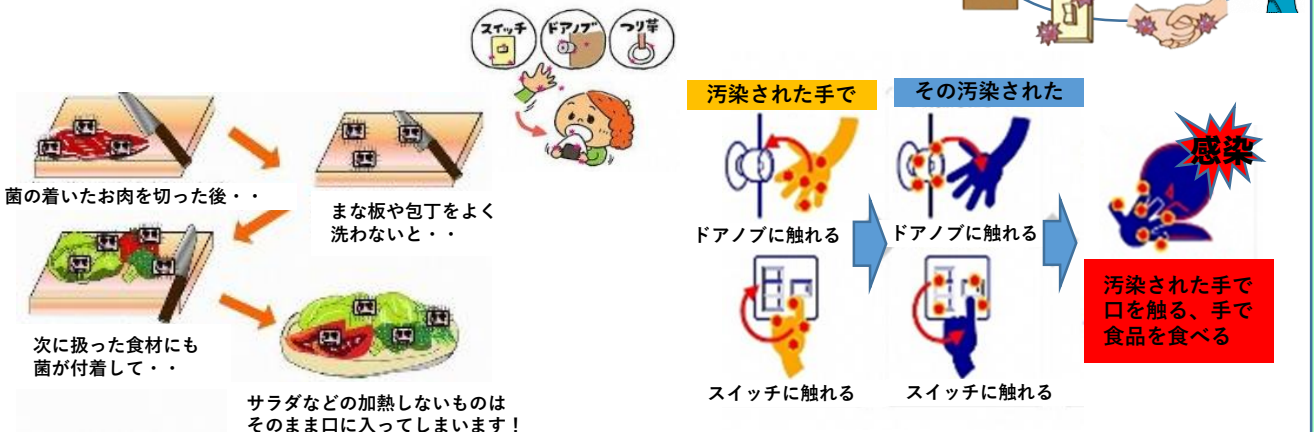 スイッチ
ドアノブ
つり革
菌の着いたお肉を切った後・・
まな板や包丁をよく
洗わないと・・
次に扱った食材にも
菌が付着して・・
サラダなどの加熱しないものは
そのまま口に入ってしまいます！
汚染された手で
その汚染された
ドアノブに触れる
ドアノブに触れる
スイッチに触れる
スイッチに触れる
感染
汚染された手で
口を触る、手で
食品を食べる